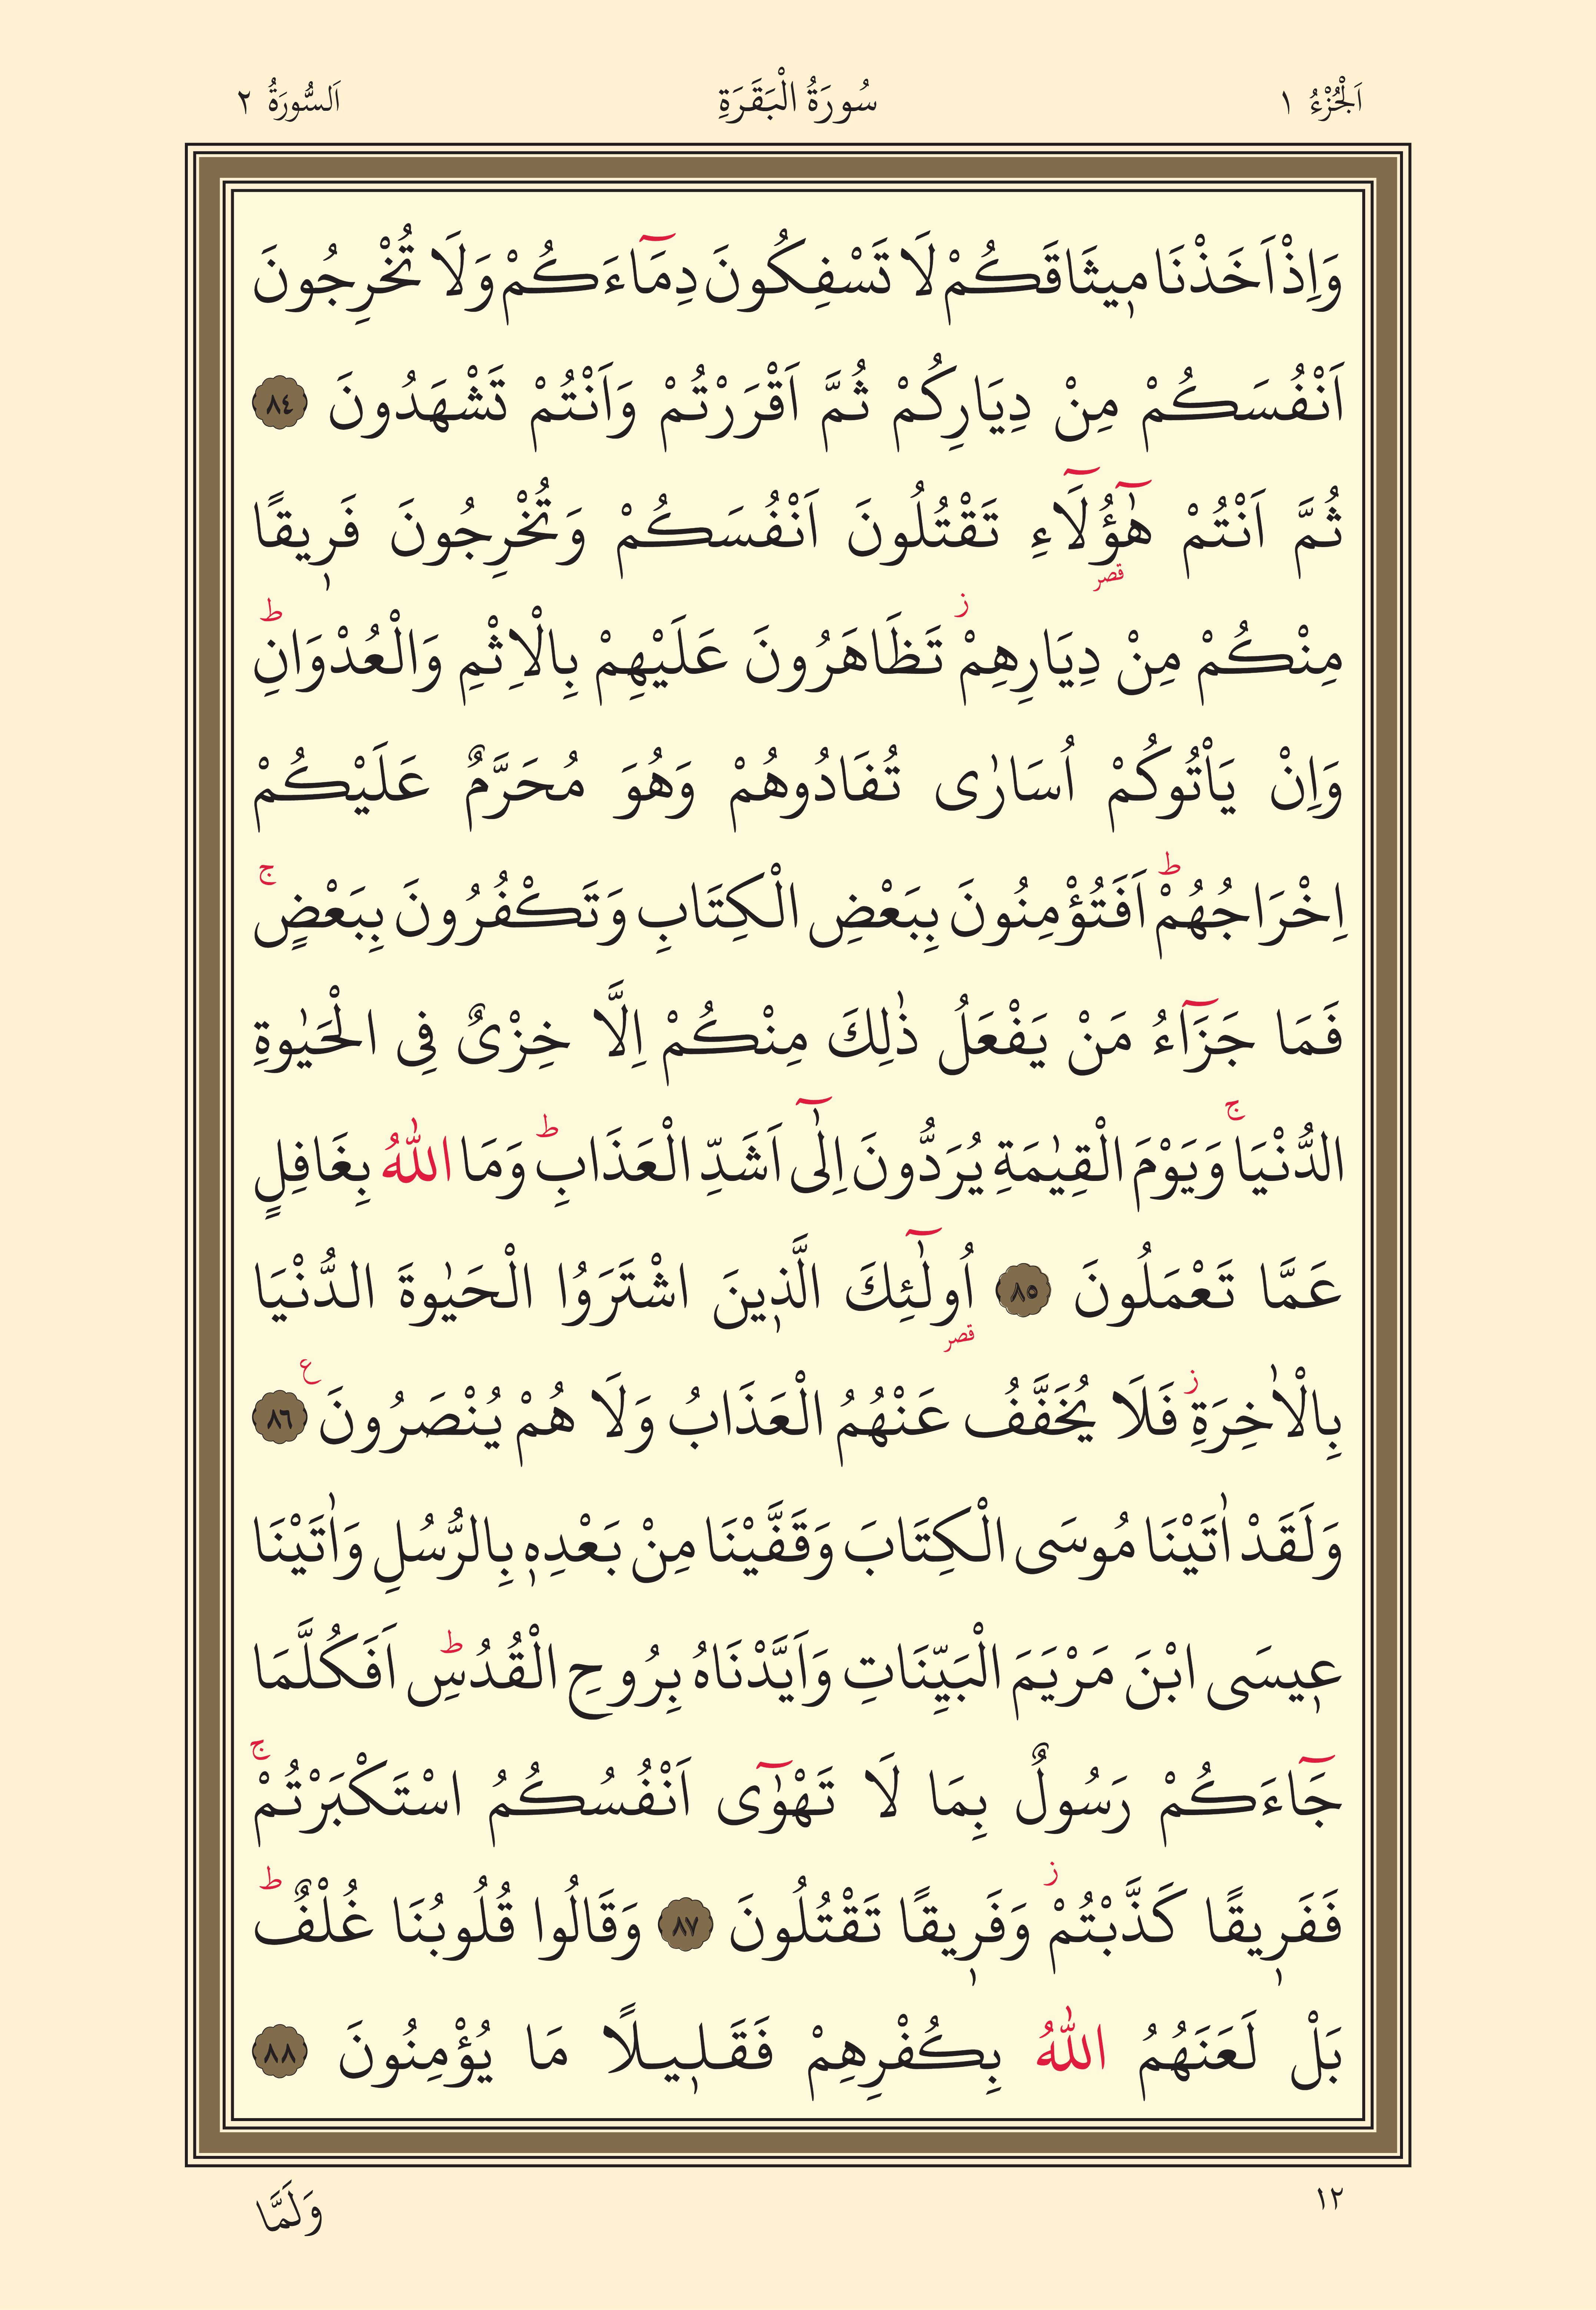 اَلْجُزْءُ ١
سُورَةُ الْبَقَرَةِ
اَلسُّورَةُ ٢
وَاِذْ اَخَذْنَا م۪يثَاقَكُمْ لَا تَسْفِكُونَ دِمَٓاءَكُمْ وَلَا تُخْرِجُونَ
اَنْفُسَكُمْ مِنْ دِيَارِكُمْ ثُمَّ اَقْرَرْتُمْ وَاَنْتُمْ تَشْهَدُونَ ٨٤
ثُمَّ اَنْتُمْ هٰٓؤُ۬لَٓاءِ تَقْتُلُونَ اَنْفُسَكُمْ وَتُخْرِجُونَ فَر۪يقًا
قصر
مِنْكُمْ مِنْ دِيَارِهِمْۘ ز تَظَاهَرُونَ عَلَيْهِمْ بِالْاِثْمِ وَالْعُدْوَانِ ط
وَاِنْ يَاْتُوكُمْ اُسَارٰى تُفَادُوهُمْ وَهُوَ مُحَرَّمٌ عَلَيْكُمْ
اِخْرَاجُهُمْ ط اَفَتُؤْمِنُونَ بِبَعْضِ الْكِتَابِ وَتَكْفُرُونَ بِبَعْضٍ ج
فَمَا جَزَٓاءُ مَنْ يَفْعَلُ ذٰلِكَ مِنْكُمْ اِلَّا خِزْىٌ فِى الْحَيٰوةِ
الدُّنْيَا ج وَيَوْمَ الْقِيٰمَةِ يُرَدُّونَ اِلٰٓى اَشَدِّ الْعَذَابِ ط وَمَا اللّٰهُ بِغَافِلٍ
عَمَّا تَعْمَلُونَ ٨٥ اُولٰٓئِكَ الَّذ۪ينَ اشْتَرَوُا الْحَيٰوةَ الدُّنْيَا
قصر
بِالْاٰخِرَةِ ز فَلَا يُخَفَّفُ عَنْهُمُ الْعَذَابُ وَلَا هُمْ يُنْصَرُونَ ع ٨٦
وَلَقَدْ اٰتَيْنَا مُوسَى الْكِتَابَ وَقَفَّيْنَا مِنْ بَعْدِه۪ بِالرُّسُلِ وَاٰتَيْنَا
ع۪يسَى ابْنَ مَرْيَمَ الْبَيِّنَاتِ وَاَيَّدْنَاهُ بِرُوحِ الْقُدُسِ ط اَفَكُلَّمَا
جَٓاءَكُمْ رَسُولٌ بِمَا لَا تَهْوٰٓى اَنْفُسُكُمُ اسْتَكْبَرْتُمْ ج
فَفَر۪يقًا كَذَّبْتُمْ ز وَفَر۪يقًا تَقْتُلُونَ ٨٧ وَقَالُوا قُلُوبُنَا غُلْفٌ ط
بَلْ لَعَنَهُمُ اللّٰهُ بِكُفْرِهِمْ فَقَل۪يلًا مَا يُؤْمِنُونَ ٨٨
١٢
وَلَمَّا